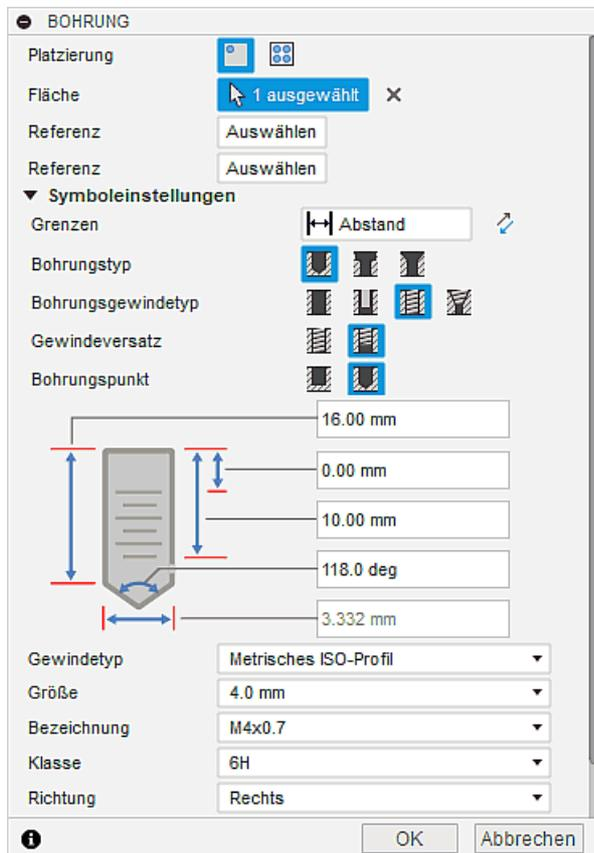 BOHRUNG
Platzierung
Fläche 1 ausgewählt
Referenz Auswählen
Referenz Auswählen
Symboleinstellungen
Grenzen Abstand
Bohrungstyp
Bohrungsgewindetyp
Gewindeversatz
Bohrungspunkt
16.00 mm
0.00 mm
10.00 mm
118.0 deg
3.332 mm
Gewindetyp Metrisches ISO-Profil
Größe 4.0 mm
Bezeichnung M4x0.7
Klasse 6H
Richtung Rechts
OK Abbrechen